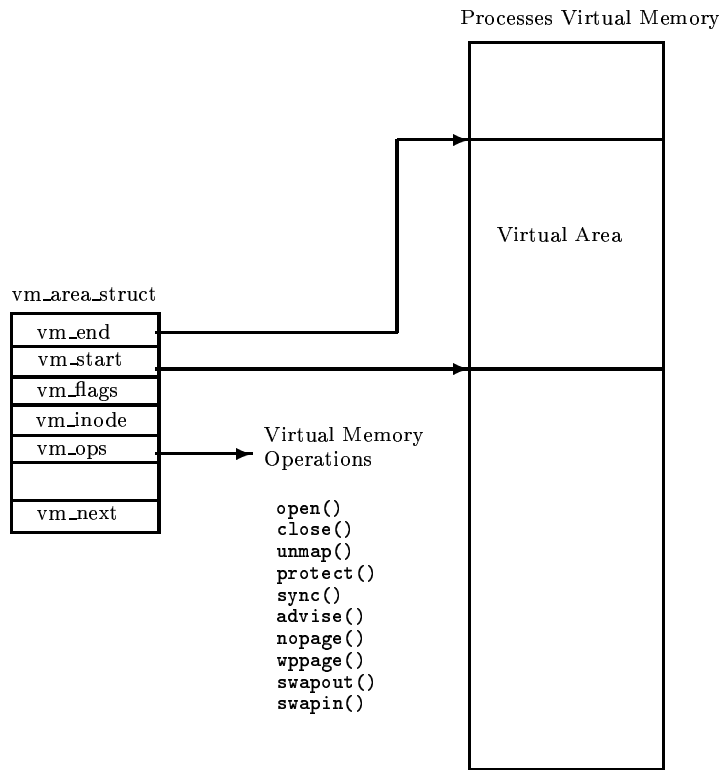 Processes Virtual Memory
Virtual Area
vm_area_struct
vm_end
vm_start
vm_flags
vm_inode
vm_ops
vm_next
Virtual Memory
Operations
open()
close()
unmap()
protect()
sync()
advise()
nopage()
wppage()
swapout()
swapin()